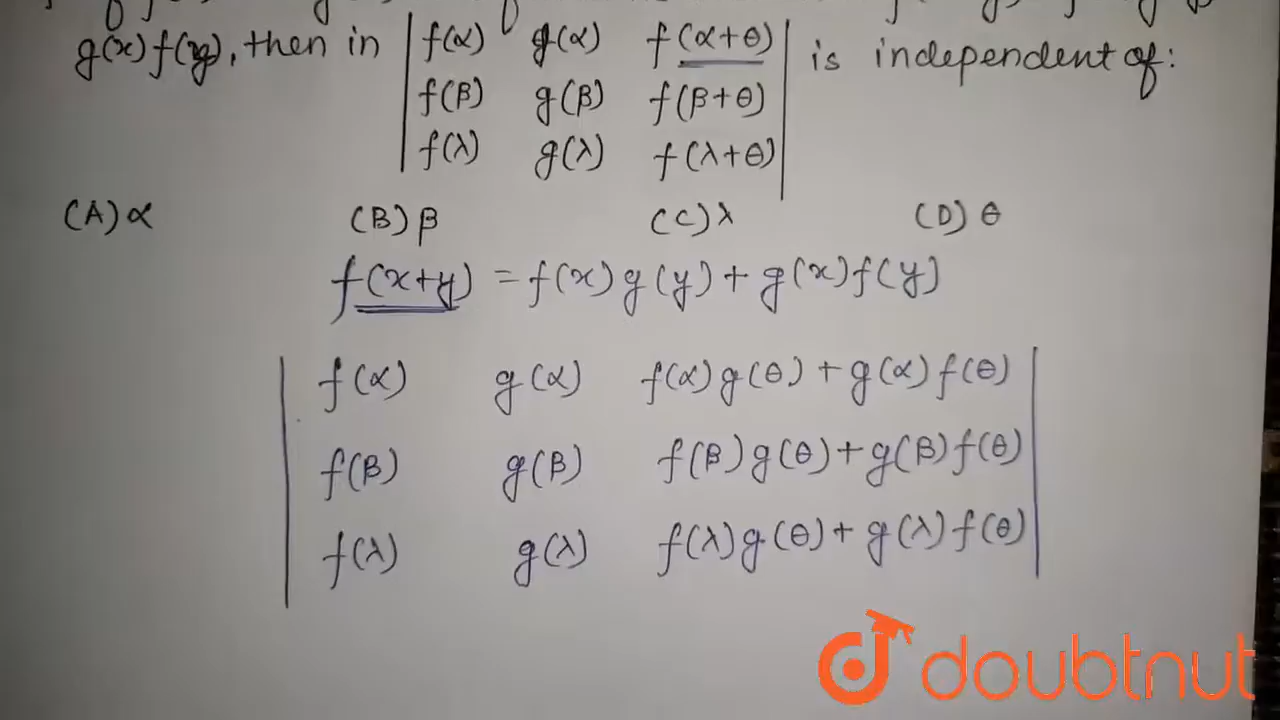 g(x)f(y), then in | f(α) g(α) f(α+θ) | is independent of:
| f(β) g(β) f(β+θ) |
| f(λ) g(λ) f(λ+θ) |
(A) α (B) β (C) λ (D) θ
f(x+y) = f(x)g(y)+g(x)f(y)
| f(α) g(α) f(α)g(θ)+g(α)f(θ) |
| f(β) g(β) f(β)g(θ)+g(β)f(θ) |
| f(λ) g(λ) f(λ)g(θ)+g(λ)f(θ) |
doubtnut